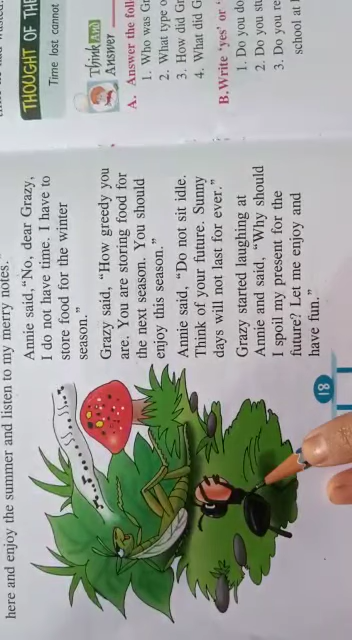 here and enjoy the summer and listen to my merry notes."
Annie said, "No, dear Grazy,
I do not have time. I have to
store food for the winter
season."
Grazy said, "How greedy you
are. You are storing food for
the next season. You should
enjoy this season."
Annie said, "Do not sit idle.
Think of your future. Sunny
days will not last for ever."
Grazy started laughing at
Annie and said, "Why should
I spoil my present for the
future? Let me enjoy and
have fun."
81
THOUGHT OF THE
Time lost cannot
Think AND
Answer
A. Answer the foll
1. Who was Gr
2. What type o
3. How did Gr
4. What did G
B. Write 'yes' or '
1. Do you do
2. Do you stu
3. Do you re
school at